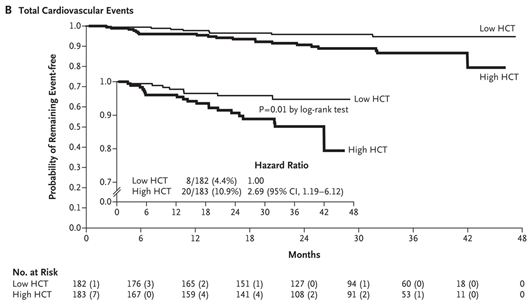 B Total Cardiovascular Events
Probability of Remaining Event-free
1.0
0.9
0.8
0.7
0.6
0.5
0.4
0.3
0.2
0.1
0.0
Low HCT
High HCT
1.0
0.9
0.8
0.7
0.0
Low HCT
P=0.01 by log-rank test
High HCT
Hazard Ratio
Low HCT 8/182 (4.4%) 1.00
High HCT 20/183 (10.9%) 2.69 (95% CI, 1.19–6.12)
0 6 12 18 24 30 36 42 48
0 6 12 18 24 30 36 42 48
Months
No. at Risk
Low HCT 182 (1) 176 (3) 165 (2) 151 (1) 127 (0) 94 (1) 60 (0) 18 (0) 0
High HCT 183 (7) 167 (0) 159 (4) 141 (4) 108 (2) 91 (2) 53 (1) 11 (0) 0